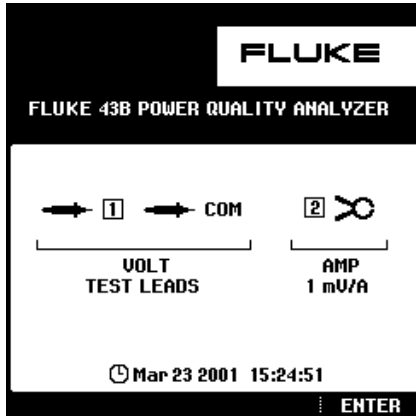 FLUKE
FLUKE 43B POWER QUALITY ANALYZER
1 COM 2
VOLT AMP
TEST LEADS 1 mV/A
Mar 23 2001 15:24:51
ENTER